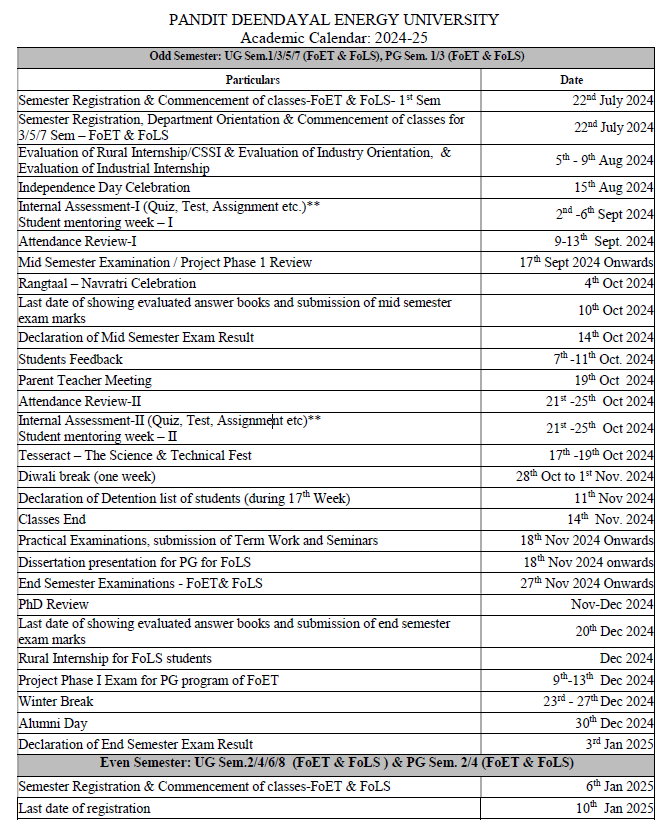 PANDIT DEENDAYAL ENERGY UNIVERSITY
Academic Calendar: 2024-25
Odd Semester: UG Sem.1/3/5/7 (FoET & FoLS), PG Sem. 1/3 (FoET & FoLS)
Particulars Date
Semester Registration & Commencement of classes-FoET & FoLS- 1st Sem 22nd July 2024
Semester Registration, Department Orientation & Commencement of classes for
3/5/7 Sem – FoET & FoLS 22nd July 2024
Evaluation of Rural Internship/CSSI & Evaluation of Industry Orientation, &
Evaluation of Industrial Internship 5th - 9th Aug 2024
Independence Day Celebration 15th Aug 2024
Internal Assessment-I (Quiz, Test, Assignment etc.)**
Student mentoring week – I 2nd -6th Sept 2024
Attendance Review-I 9-13th Sept. 2024
Mid Semester Examination / Project Phase 1 Review 17th Sept 2024 Onwards
Rangtaal – Navratri Celebration 4th Oct 2024
Last date of showing evaluated answer books and submission of mid semester
exam marks 10th Oct 2024
Declaration of Mid Semester Exam Result 14th Oct 2024
Students Feedback 7th -11th Oct. 2024
Parent Teacher Meeting 19th Oct 2024
Attendance Review-II 21st -25th Oct 2024
Internal Assessment-II (Quiz, Test, Assignment etc)**
Student mentoring week – II 21st -25th Oct 2024
Tesseract – The Science & Technical Fest 17th -19th Oct 2024
Diwali break (one week) 28th Oct to 1st Nov. 2024
Declaration of Detention list of students (during 17th Week) 11th Nov 2024
Classes End 14th Nov. 2024
Practical Examinations, submission of Term Work and Seminars 18th Nov 2024 Onwards
Dissertation presentation for PG for FoLS 18th Nov 2024 onwards
End Semester Examinations - FoET& FoLS 27th Nov 2024 Onwards
PhD Review Nov-Dec 2024
Last date of showing evaluated answer books and submission of end semester
exam marks 20th Dec 2024
Rural Internship for FoLS students Dec 2024
Project Phase I Exam for PG program of FoET 9th-13th Dec 2024
Winter Break 23rd - 27th Dec 2024
Alumni Day 30th Dec 2024
Declaration of End Semester Exam Result 3rd Jan 2025
Even Semester: UG Sem.2/4/6/8 (FoET & FoLS ) & PG Sem. 2/4 (FoET & FoLS)
Semester Registration & Commencement of classes-FoET & FoLS 6th Jan 2025
Last date of registration 10th Jan 2025